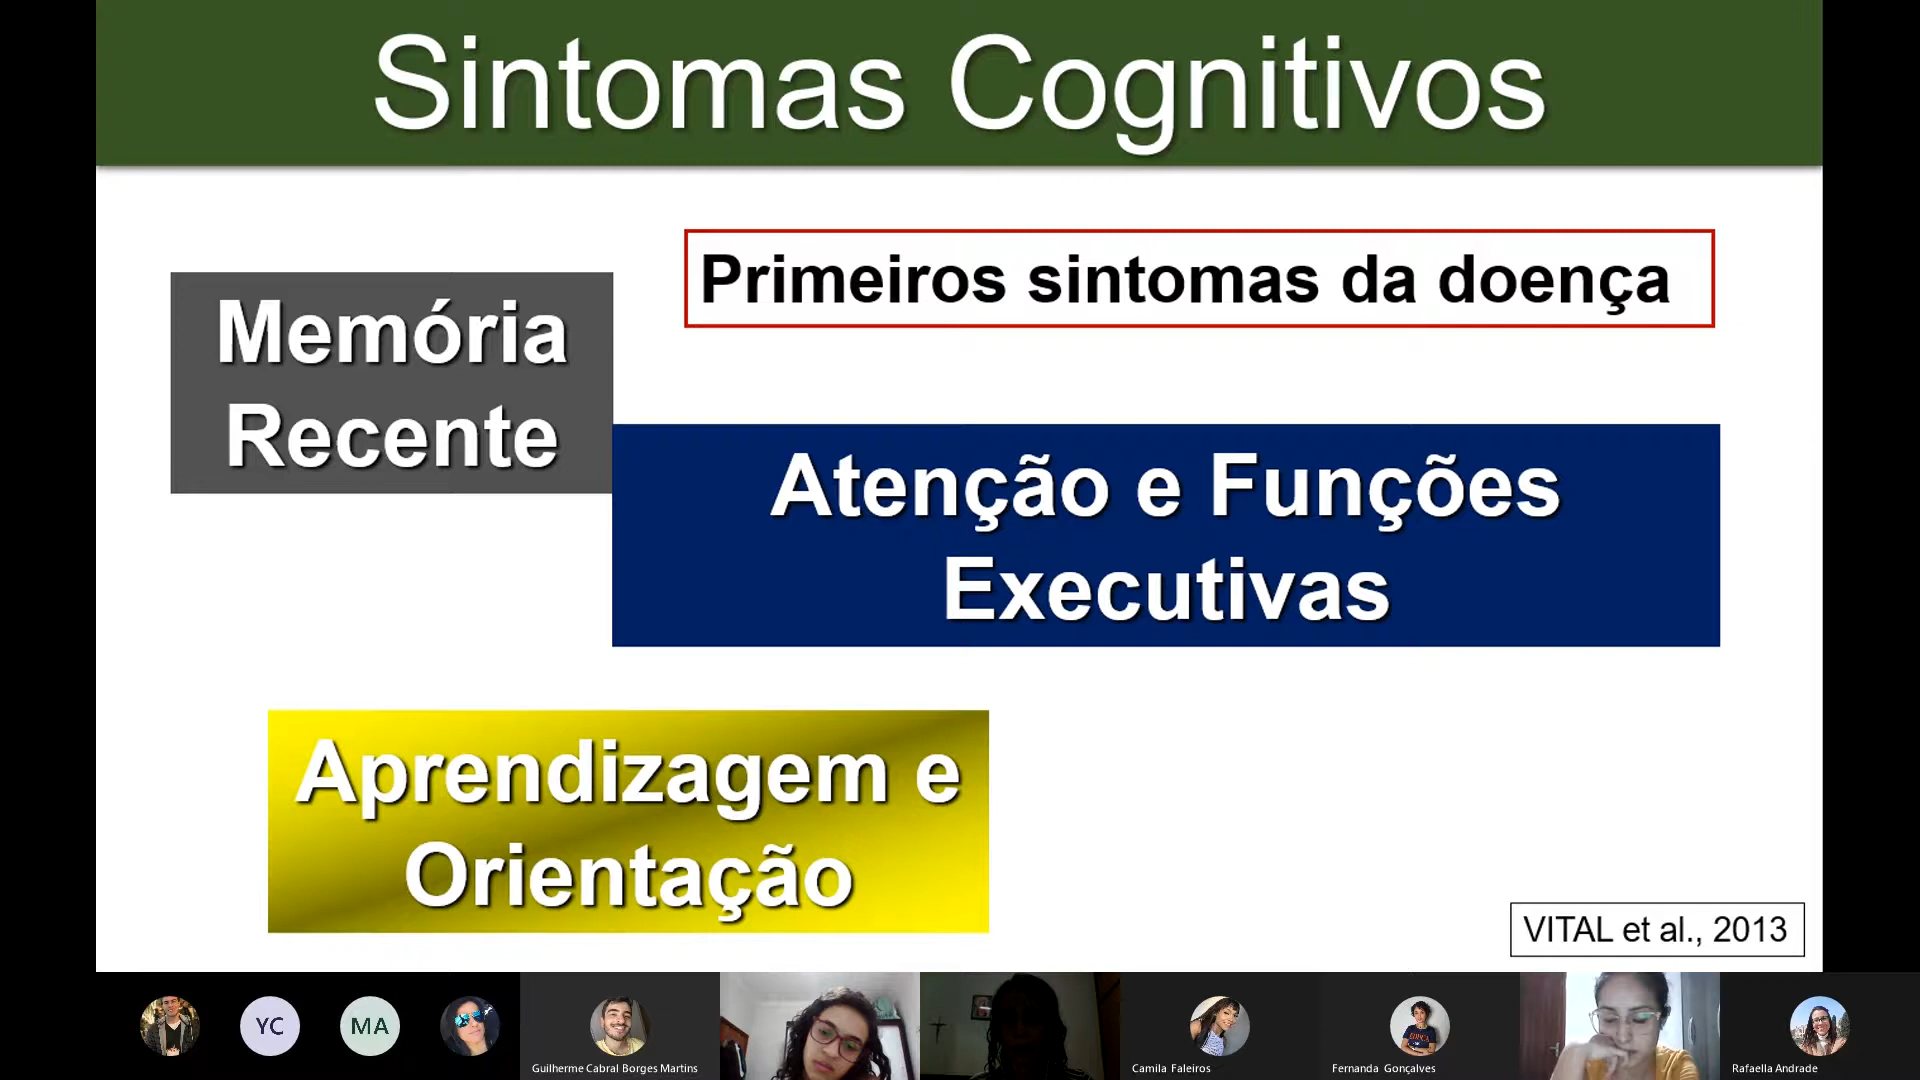 Sintomas Cognitivos
Primeiros sintomas da doença
Memória
Recente
Atenção e Funções
Executivas
Aprendizagem e
Orientação
VITAL et al., 2013
YC
MA
Guilherme Cabral Borges Martins
Camila Faleiros
Fernanda Gonçalves
Rafaella Andrade